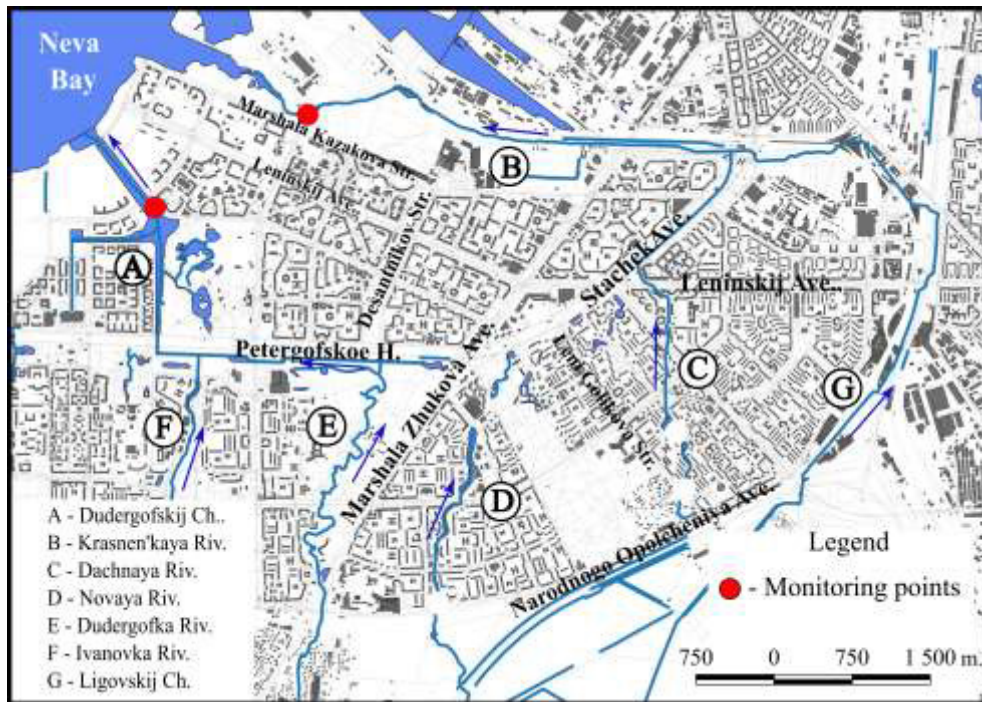 Neva
Bay
Marshala Kazakova Str.
Leninskij Ave.
Desantnikov Str.
B
A
Stachek Ave.
Leninskij Ave..
Petergofskoe H.
Marshala Zhukova Ave.
Leni Golikova Str.
C
G
F
E
D
Narodnogo Opolcheniya Ave.
A - Dudergofskij Ch..
B - Krasnen'kaya Riv.
C - Dachnaya Riv.
D - Novaya Riv.
E - Dudergofka Riv.
F - Ivanovka Riv.
G - Ligovskij Ch.
Legend
- Monitoring points
750 0 750 1 500 m.